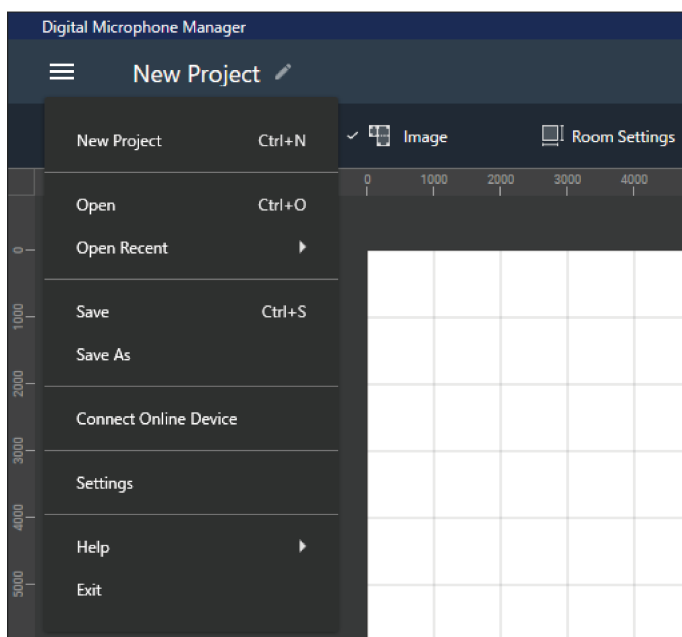 Digital Microphone Manager
New Project
New Project Ctrl+N
Image
Room Settings
0 1000 2000 3000 4000
Open Ctrl+O
Open Recent
Save Ctrl+S
Save As
Connect Online Device
Settings
Help
Exit
0
1000
2000
3000
4000
5000